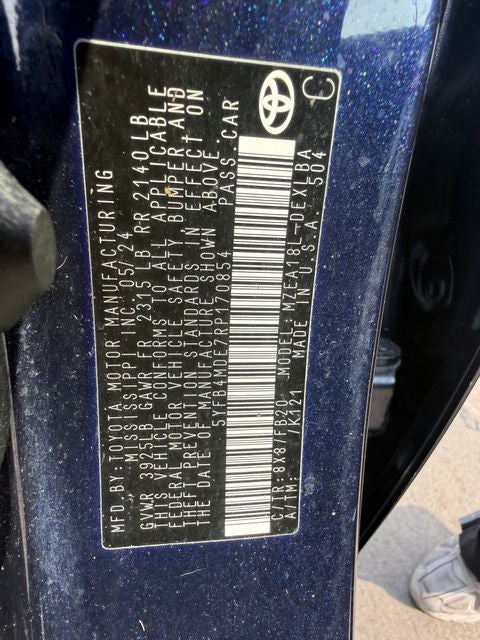 MFD. BY: TOYOTA MOTOR MANUFACTURING
MISSISSIPPI INC. 05/24
GVWR 3925LB GAWR FR 2315 LB RR 2140 LB
THIS VEHICLE CONFORMS TO ALL APPLICABLE
FEDERAL MOTOR VEHICLE SAFETY BUMPER AND
THEFT PREVENTION STANDARDS IN EFFECT ON
THE DATE OF MANUFACTURE SHOWN ABOVE.
5YFB4MDE7RP170854 PASS. CAR
C/TR: 8X8/FB20 MODEL: MZEA18L-DEXLBA
A/TM: /K121 MADE IN U.S.A. 504
C